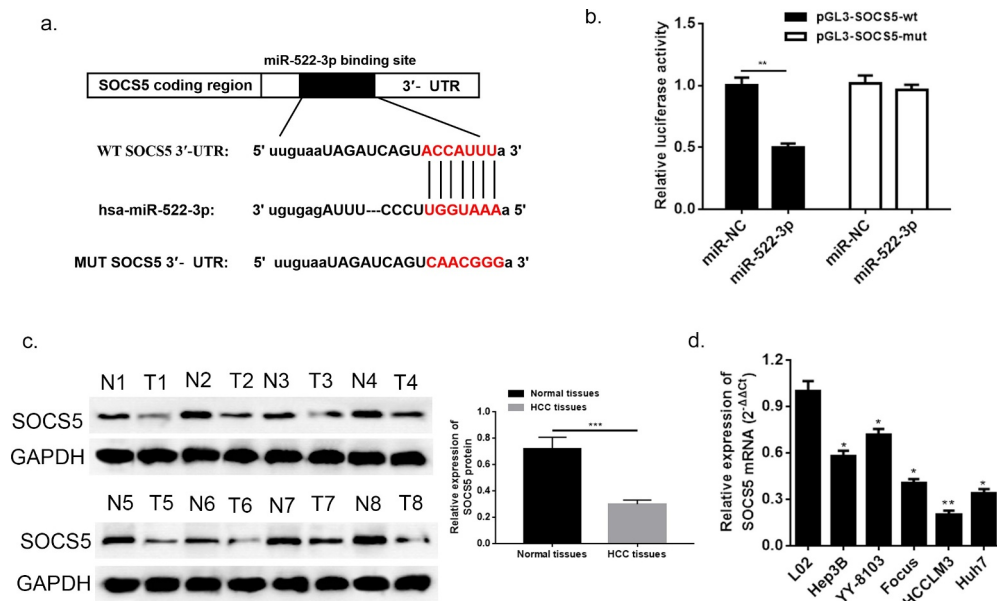 a.
miR-522-3p binding site
SOCS5 coding region
3′- UTR
WT SOCS5 3′-UTR: 5' uuguaaUAGAUCAGUACCAUUUa 3'
hsa-miR-522-3p: 3' ugugagAUUU---CCCUUGGUAAAa 5'
MUT SOCS5 3′- UTR: 5' uuguaaUAGAUCAGUCAACGGGa 3'
b.
pGL3-SOCS5-wt
pGL3-SOCS5-mut
Relative luciferase activity
1.5
1.0
0.5
0.0
**
miR-NC
miR-522-3p
miR-NC
miR-522-3p
c.
N1 T1 N2 T2 N3 T3 N4 T4
SOCS5
GAPDH
N5 T5 N6 T6 N7 T7 N8 T8
SOCS5
GAPDH
Normal tissues
HCC tissues
Relative expression of
SOCS5 protein
1.0
0.8
0.6
0.4
0.2
0.0
***
Normal tissues
HCC tissues
d.
Relative expression of
SOCS5 mRNA (2^-ΔΔCt)
1.2
0.9
0.6
0.3
0.0
*
*
*
**
*
L02
Hep3B
YY-8103
Focus
HCCLM3
Huh7